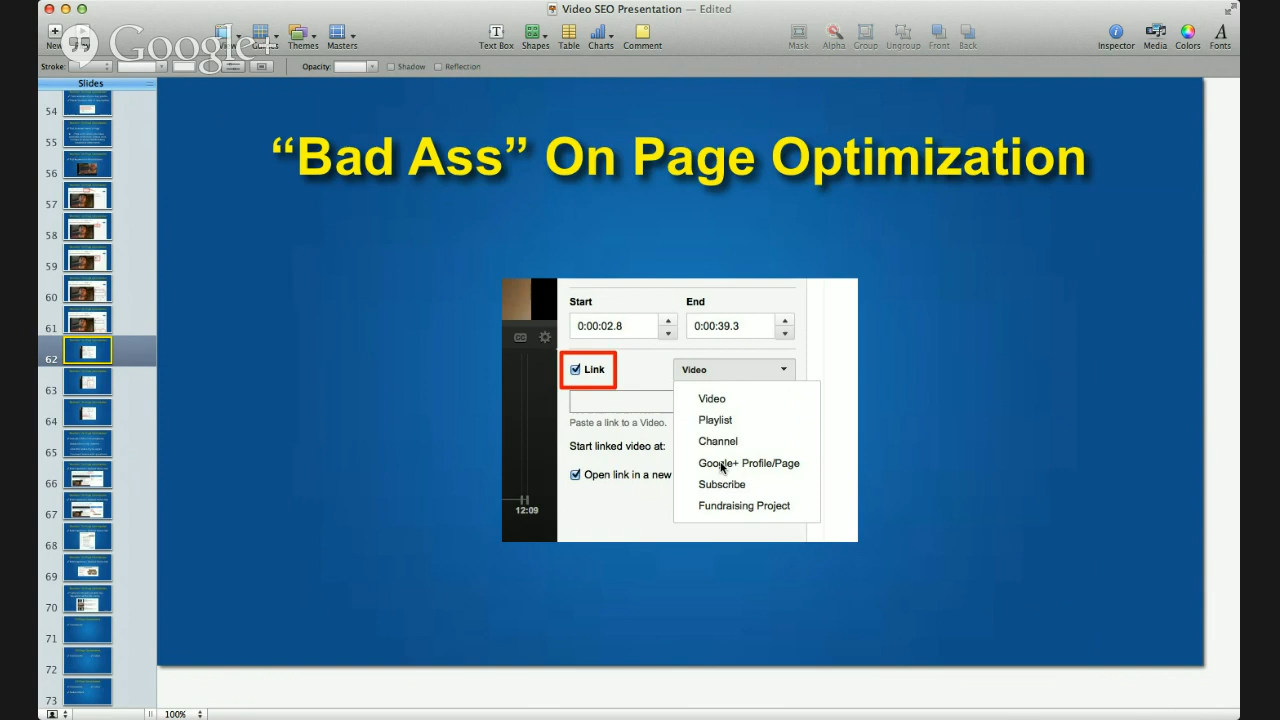 Video SEO Presentation — Edited
New
Google+
View
Themes
Masters
Text Box
Shapes
Table
Charts
Comment
Mask
Alpha
Group
Ungroup
Front
Back
Inspector
Media
Colors
Fonts
Stroke:
Opacity:
Shadow
Reflection
Slides
54
55
56
57
58
59
60
61
62
63
64
65
66
67
68
69
70
71
72
73
“Bad Ass” On Page Optimization
Start
End
0:00:02.8
0:00:39.3
Link
Video
Video
Paste a link to a Video.
Playlist
Channel
Start linked video at:
Google+ Profile/Page
Open link in a new
Subscribe
Fundraising Project
12:09
100%